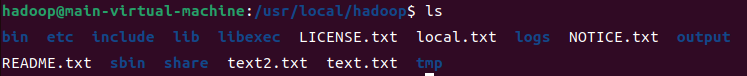 hadoop@main-virtual-machine:/usr/local/hadoop$ ls
bin etc include lib libexec LICENSE.txt local.txt logs NOTICE.txt output
README.txt sbin share text2.txt text.txt tmp